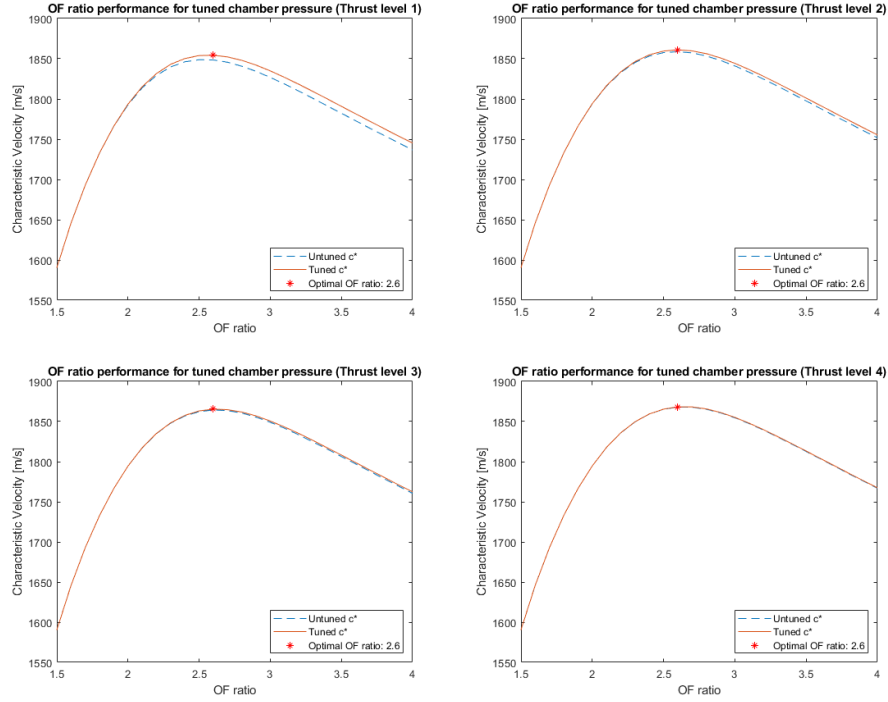 OF ratio performance for tuned chamber pressure (Thrust level 1)
1900
1850
1800
1750
1700
1650
1600
1550
Characteristic Velocity [m/s]
Untuned c*
Tuned c*
Optimal OF ratio: 2.6
1.5 2 2.5 3 3.5 4
OF ratio
OF ratio performance for tuned chamber pressure (Thrust level 2)
1900
1850
1800
1750
1700
1650
1600
1550
Characteristic Velocity [m/s]
Untuned c*
Tuned c*
Optimal OF ratio: 2.6
1.5 2 2.5 3 3.5 4
OF ratio
OF ratio performance for tuned chamber pressure (Thrust level 3)
1900
1850
1800
1750
1700
1650
1600
1550
Characteristic Velocity [m/s]
Untuned c*
Tuned c*
Optimal OF ratio: 2.6
1.5 2 2.5 3 3.5 4
OF ratio
OF ratio performance for tuned chamber pressure (Thrust level 4)
1900
1850
1800
1750
1700
1650
1600
1550
Characteristic Velocity [m/s]
Untuned c*
Tuned c*
Optimal OF ratio: 2.6
1.5 2 2.5 3 3.5 4
OF ratio